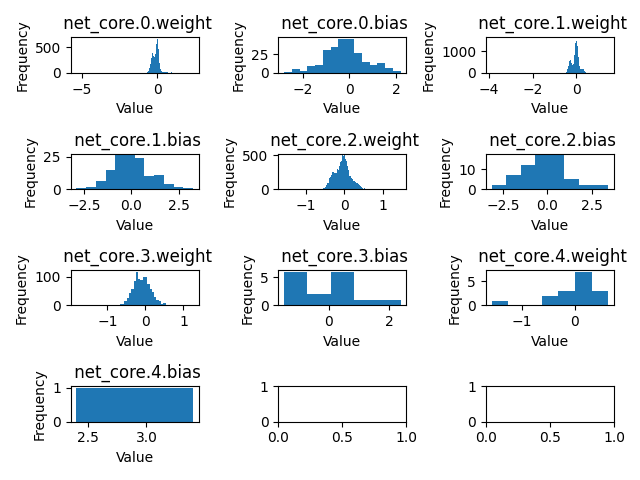 net_core.0.weight
Frequency
500
0
−5
0
Value
net_core.0.bias
Frequency
25
0
−2
0
2
Value
net_core.1.weight
Frequency
1000
0
−4
−2
0
Value
net_core.1.bias
Frequency
25
0
−2.5
0.0
2.5
Value
net_core.2.weight
Frequency
500
0
−1
0
1
Value
net_core.2.bias
Frequency
10
0
−2.5
0.0
2.5
Value
net_core.3.weight
Frequency
100
0
−1
0
1
Value
net_core.3.bias
Frequency
5
0
0
2
Value
net_core.4.weight
Frequency
5
0
−1
0
Value
net_core.4.bias
Frequency
1
0
2.5
3.0
Value
1
0
0.0
0.5
1.0
1
0
0.0
0.5
1.0